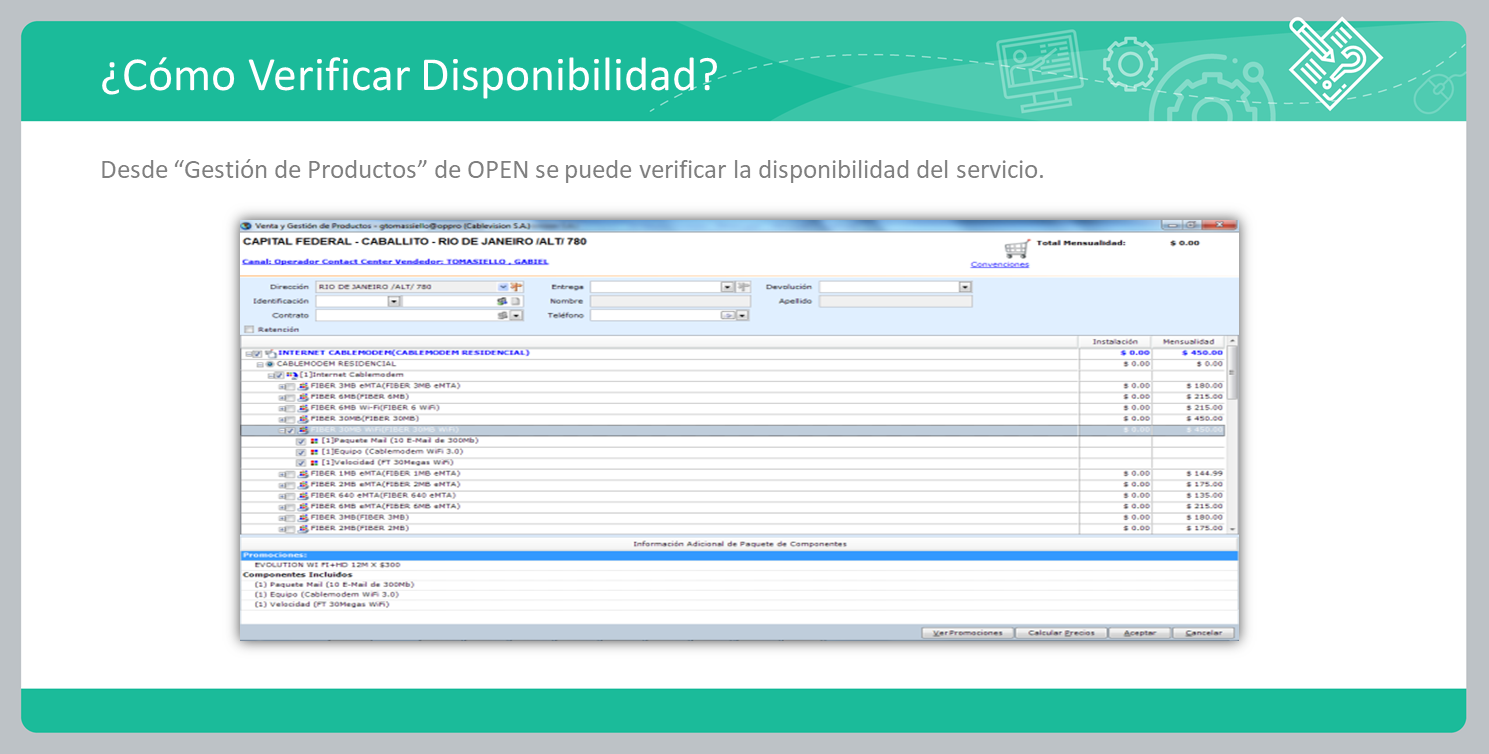 ¿Cómo Verificar Disponibilidad?
Desde “Gestión de Productos” de OPEN se puede verificar la disponibilidad del servicio.
Venta y Gestión de Productos - gtomassiello@oppro (Cablevision S.A.)
CAPITAL FEDERAL - CABALLITO - RIO DE JANEIRO /ALT/ 780
Total Mensualidad: $ 0.00
Canal: Operador Contact Center Vendedor: TOMASIELLO , GABIEL
Convenciones
Dirección RIO DE JANEIRO /ALT/ 780 Entrega Devolución
Identificación Nombre Apellido
Contrato Teléfono
Retención
Instalación Mensualidad
INTERNET CABLEMODEM(CABLEMODEM RESIDENCIAL) $ 0.00 $ 450.00
CABLEMODEM RESIDENCIAL $ 0.00 $ 0.00
[1]Internet Cablemodem
FIBER 3MB eMTA(FIBER 3MB eMTA) $ 0.00 $ 180.00
FIBER 6MB(FIBER 6MB) $ 0.00 $ 215.00
FIBER 6MB Wi-Fi(FIBER 6 WiFi) $ 0.00 $ 215.00
FIBER 30MB(FIBER 30MB) $ 0.00 $ 450.00
FIBER 30MB WiFi(FIBER 30MB WiFi) $ 0.00 $ 450.00
[1]Paquete Mail (10 E-Mail de 300Mb)
[1]Equipo (Cablemodem WiFi 3.0)
[1]Velocidad (FT 30Megas WiFi)
FIBER 1MB eMTA(FIBER 1MB eMTA) $ 0.00 $ 144.99
FIBER 2MB eMTA(FIBER 2MB eMTA) $ 0.00 $ 175.00
FIBER 640 eMTA(FIBER 640 eMTA) $ 0.00 $ 135.00
FIBER 6MB eMTA(FIBER 6MB eMTA) $ 0.00 $ 215.00
FIBER 3MB(FIBER 3MB) $ 0.00 $ 180.00
FIBER 2MB(FIBER 2MB) $ 0.00 $ 175.00
Información Adicional de Paquete de Componentes
Promociones:
EVOLUTION WI FI+HD 12M X $300
Componentes Incluidos
(1) Paquete Mail (10 E-Mail de 300Mb)
(1) Equipo (Cablemodem WiFi 3.0)
(1) Velocidad (FT 30Megas WiFi)
Ver Promociones Calcular Precios Aceptar Cancelar